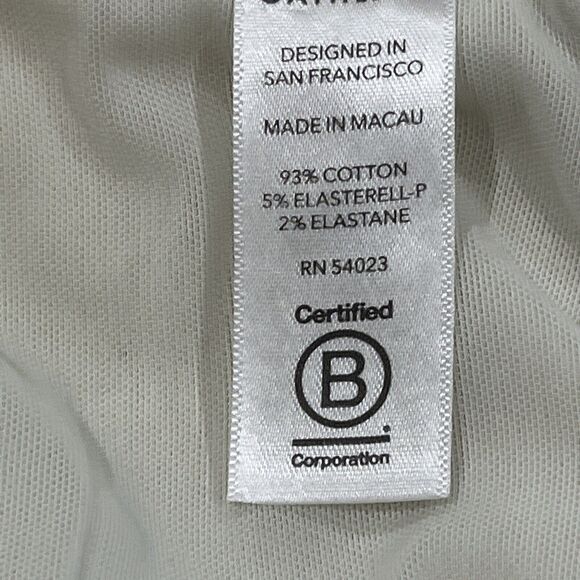 DESIGNED IN
SAN FRANCISCO
MADE IN MACAU
93% COTTON
5% ELASTERELL-P
2% ELASTANE
RN 54023
Certified
B
Corporation